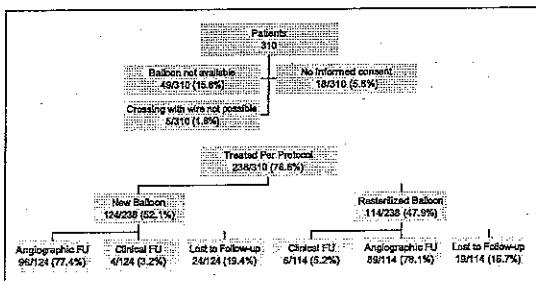 Patients
310
Balloon not available
49/310 (15.8%)
No informed consent
18/310 (5.8%)
Crossing with wire not possible
5/310 (1.6%)
Treated Per Protocol
238/310 (76.8%)
New Balloon
124/238 (52.1%)
Resterilized Balloon
114/238 (47.9%)
Angiographic FU
96/124 (77.4%)
Clinical FU
4/124 (3.2%)
Lost to Follow-up
24/124 (19.4%)
Clinical FU
6/114 (5.2%)
Angiographic FU
89/114 (78.1%)
Lost to Follow-up
19/114 (16.7%)